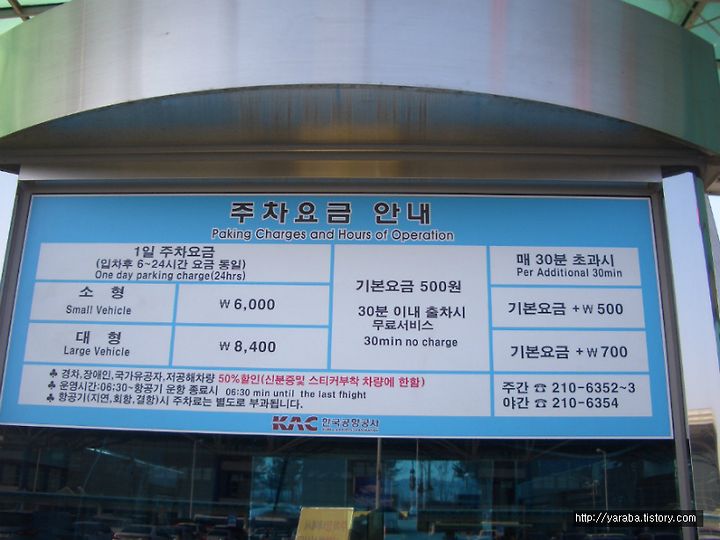 주차요금 안내
Paking Charges and Hours of Operation
1일 주차요금
(입차후 6~24시간 요금 동일)
One day parking charge(24hrs)
소 형
Small Vehicle
₩ 6,000
대 형
Large Vehicle
₩ 8,400
기본요금 500원
30분 이내 출차시
무료서비스
30min no charge
매 30분 초과시
Per Additional 30min
기본요금 + ₩ 500
기본요금 + ₩ 700
♣ 경차,장애인,국가유공자,저공해차량 50%할인(신분증및 스티커부착 차량에 한함)
♣ 운영시간:06:30~항공기 운항 종료시 06:30 min until the last fhight
♣ 항공기(지연,회항,결항)시 주차료는 별도로 부과됩니다.
주간 ☎ 210-6352~3
야간 ☎ 210-6354
KAC 한국공항공사
http://yaraba.tistory.com